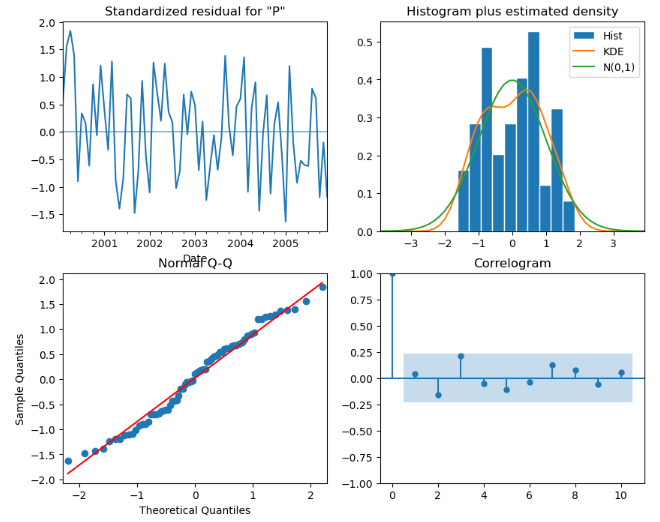 Standardized residual for "P"
2.0
1.5
1.0
0.5
0.0
−0.5
−1.0
−1.5
2001 2002 2003 2004 2005
Date
Histogram plus estimated density
Hist
KDE
N(0,1)
0.5
0.4
0.3
0.2
0.1
0.0
−3 −2 −1 0 1 2 3
Normal Q-Q
Sample Quantiles
2.0
1.5
1.0
0.5
0.0
−0.5
−1.0
−1.5
−2.0
−2 −1 0 1 2
Theoretical Quantiles
Correlogram
1.00
0.75
0.50
0.25
0.00
−0.25
−0.50
−0.75
−1.00
0 2 4 6 8 10